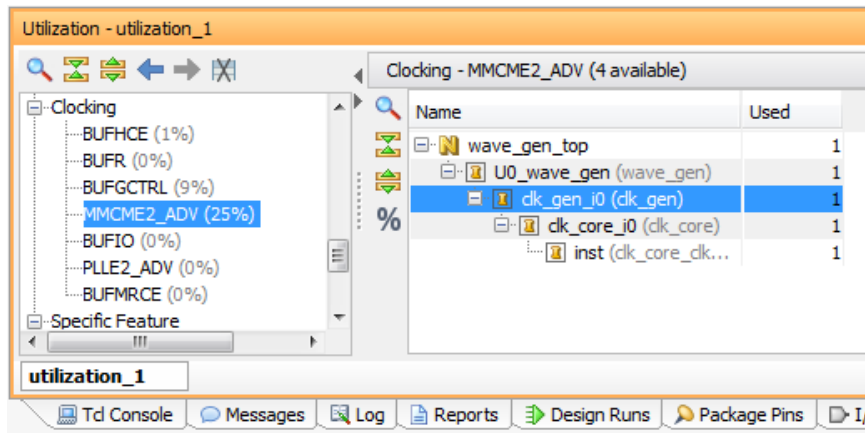 Utilization - utilization_1
Clocking - MMCME2_ADV (4 available)
Clocking
BUFHCE (1%)
BUFR (0%)
BUFGCTRL (9%)
MMCME2_ADV (25%)
BUFIO (0%)
PLLE2_ADV (0%)
BUFMRCE (0%)
Specific Feature
Name Used
wave_gen_top 1
U0_wave_gen (wave_gen) 1
clk_gen_i0 (clk_gen) 1
clk_core_i0 (clk_core) 1
inst (clk_core_clk... 1
%
utilization_1
Tcl Console Messages Log Reports Design Runs Package Pins I/